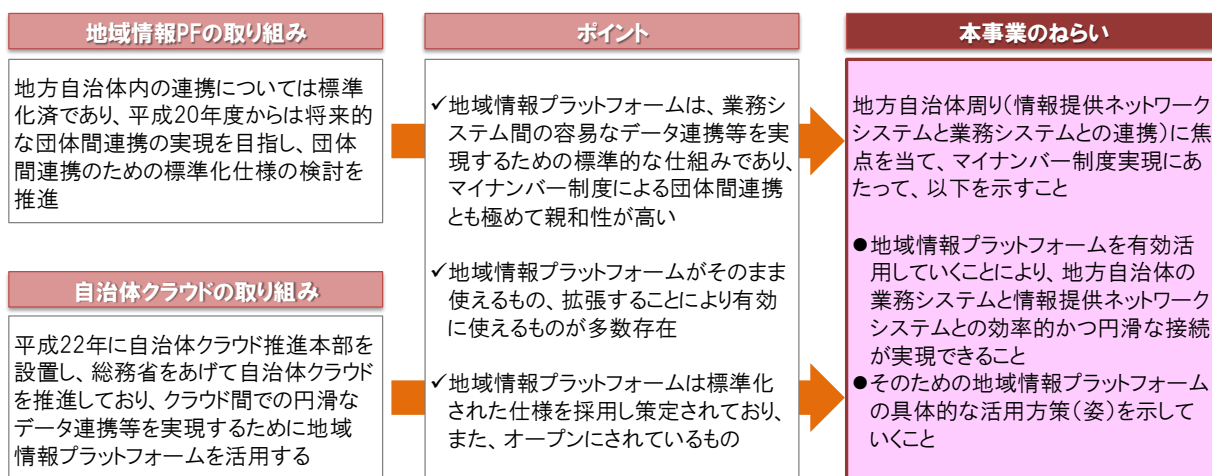 地域情報PFの取り組み
地方自治体内の連携については標準
化済であり、平成20年度からは将来的
な団体間連携の実現を目指し、団体
間連携のための標準化仕様の検討を
推進
自治体クラウドの取り組み
平成22年に自治体クラウド推進本部を
設置し、総務省をあげて自治体クラウド
を推進しており、クラウド間での円滑な
データ連携等を実現するために地域
情報プラットフォームを活用する
ポイント
✓地域情報プラットフォームは、業務シ
ステム間の容易なデータ連携等を実
現するための標準的な仕組みであり、
マイナンバー制度による団体間連携
とも極めて親和性が高い
✓地域情報プラットフォームがそのまま
使えるもの、拡張することにより有効
に使えるものが多数存在
✓地域情報プラットフォームは標準化
された仕様を採用し策定されており、
また、オープンにされているもの
本事業のねらい
地方自治体周り(情報提供ネットワーク
システムと業務システムとの連携)に焦
点を当て、マイナンバー制度実現にあ
たって、以下を示すこと
●地域情報プラットフォームを有効活
用していくことにより、地方自治体の
業務システムと情報提供ネットワーク
システムとの効率的かつ円滑な接続
が実現できること
●そのための地域情報プラットフォーム
の具体的な活用方策(姿)を示して
いくこと